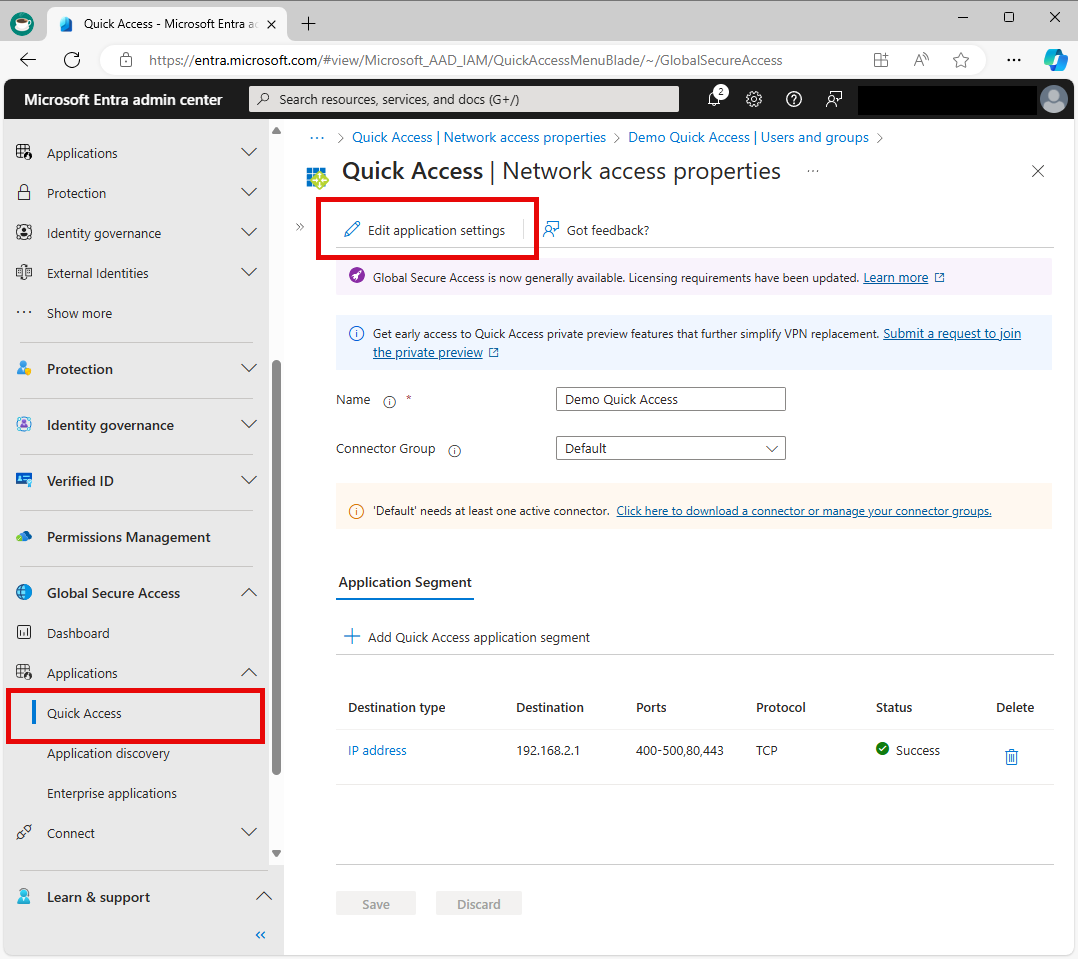 Quick Access - Microsoft Entra ac
https://entra.microsoft.com/#view/Microsoft_AAD_IAM/QuickAccessMenuBlade/~/GlobalSecureAccess
Microsoft Entra admin center
Search resources, services, and docs (G+/)
2
Applications
Protection
Identity governance
External Identities
Show more
Protection
Identity governance
Verified ID
Permissions Management
Global Secure Access
Dashboard
Applications
Quick Access
Application discovery
Enterprise applications
Connect
Learn & support
... > Quick Access | Network access properties > Demo Quick Access | Users and groups >
Quick Access | Network access properties ...
Edit application settings
Got feedback?
Global Secure Access is now generally available. Licensing requirements have been updated. Learn more
Get early access to Quick Access private preview features that further simplify VPN replacement. Submit a request to join
the private preview
Name *
Demo Quick Access
Connector Group
Default
'Default' needs at least one active connector. Click here to download a connector or manage your connector groups.
Application Segment
Add Quick Access application segment
Destination type Destination Ports Protocol Status Delete
IP address 192.168.2.1 400-500,80,443 TCP Success
Save Discard